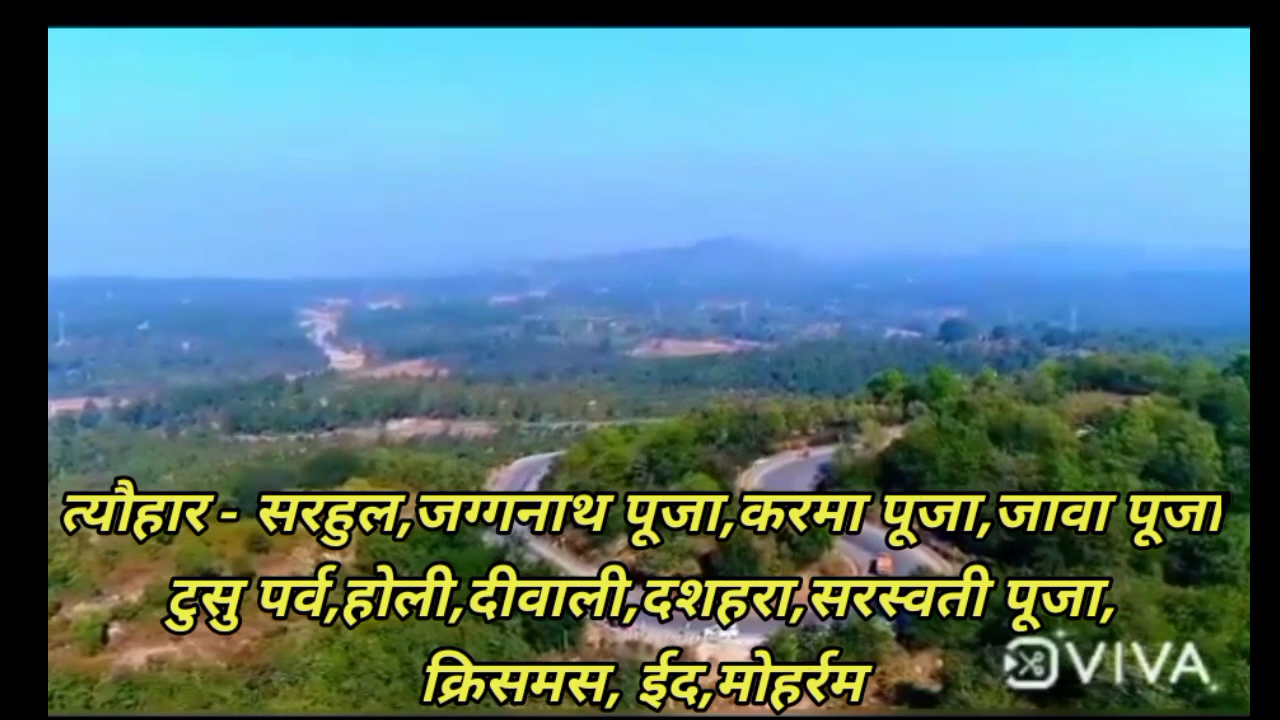 त्यौहार - सरहुल,जग्गनाथ पूजा,करमा पूजा,जावा पूजा
टुसु पर्व,होली,दीवाली,दशहरा,सरस्वती पूजा,
क्रिसमस, ईद,मोहर्रम
VIVA